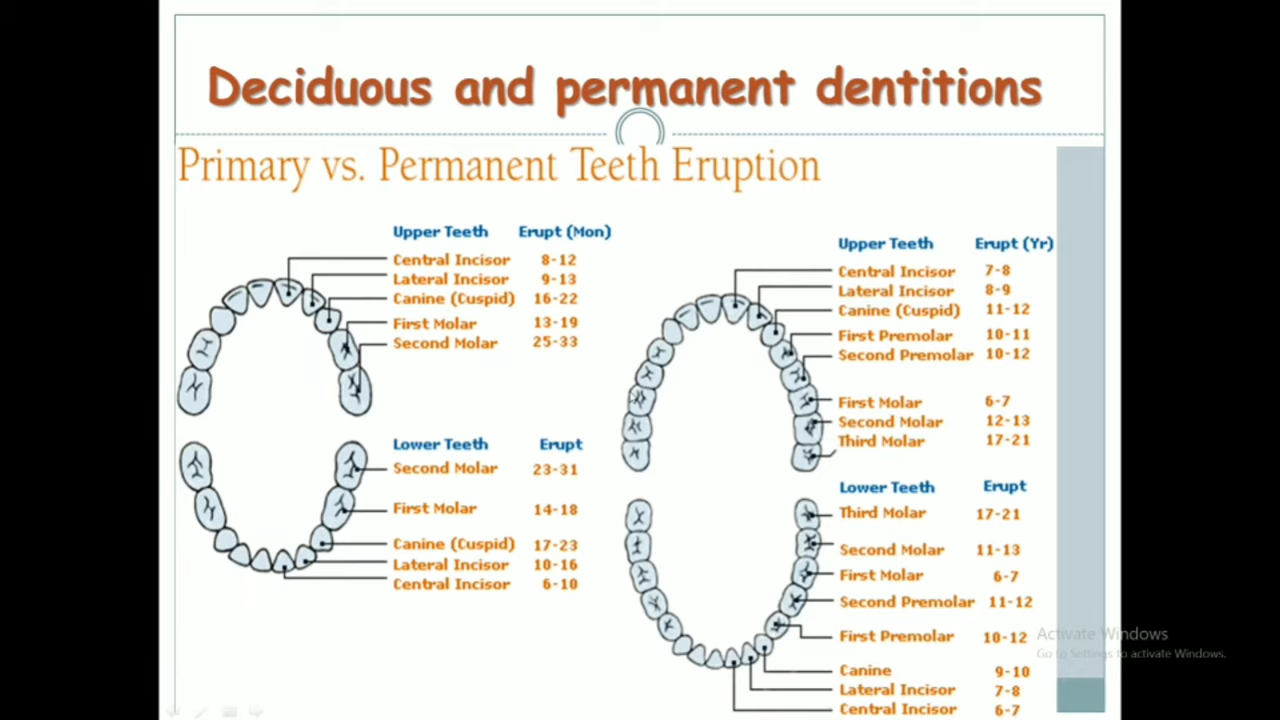 Deciduous and permanent dentitions
Primary vs. Permanent Teeth Eruption
Upper Teeth Erupt (Mon)
Central Incisor 8-12
Lateral Incisor 9-13
Canine (Cuspid) 16-22
First Molar 13-19
Second Molar 25-33
Lower Teeth Erupt
Second Molar 23-31
First Molar 14-18
Canine (Cuspid) 17-23
Lateral Incisor 10-16
Central Incisor 6-10
Upper Teeth Erupt (Yr)
Central Incisor 7-8
Lateral Incisor 8-9
Canine (Cuspid) 11-12
First Premolar 10-11
Second Premolar 10-12
First Molar 6-7
Second Molar 12-13
Third Molar 17-21
Lower Teeth Erupt
Third Molar 17-21
Second Molar 11-13
First Molar 6-7
Second Premolar 11-12
First Premolar 10-12
Canine 9-10
Lateral Incisor 7-8
Central Incisor 6-7
Activate Windows
Go to Settings to activate Windows.